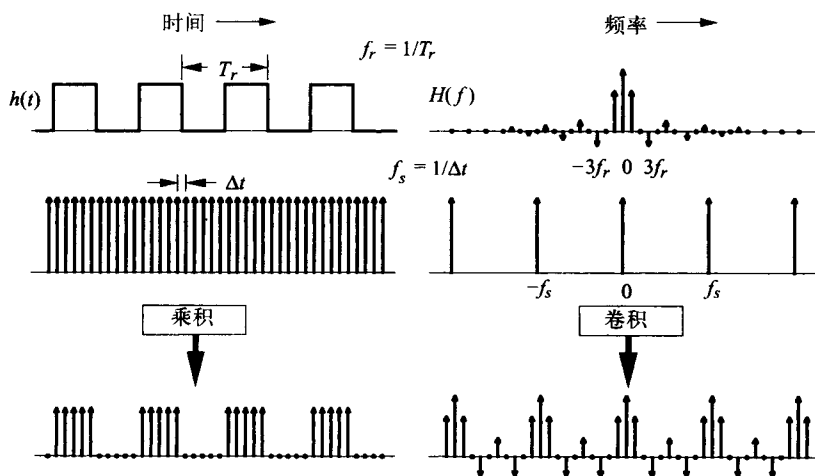 时间
频率
f_r = 1/T_r
T_r
h(t)
H(f)
−3f_r 0 3f_r
f_s = 1/Δt
Δt
−f_s 0 f_s
乘积
卷积